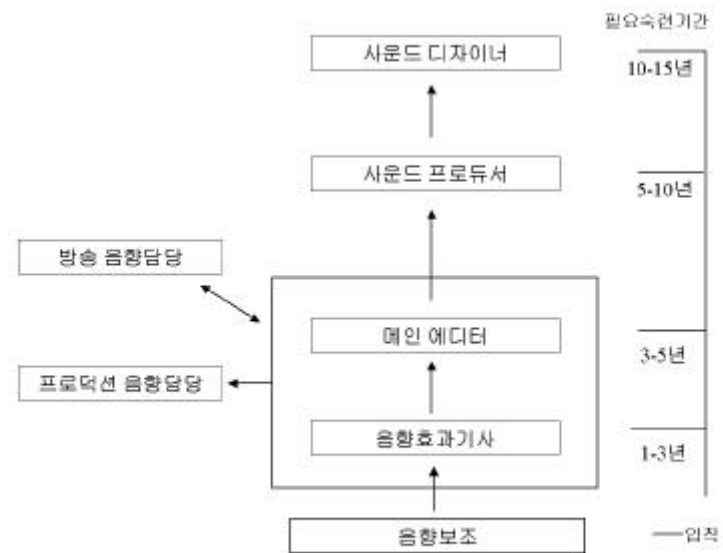 필요숙련기간
사운드 디자이너
10-15년
사운드 프로듀서
5-10년
방송 음향담당
메인 에디터
3-5년
프로덕션 음향담당
음향효과기사
1-3년
음향보조
입직